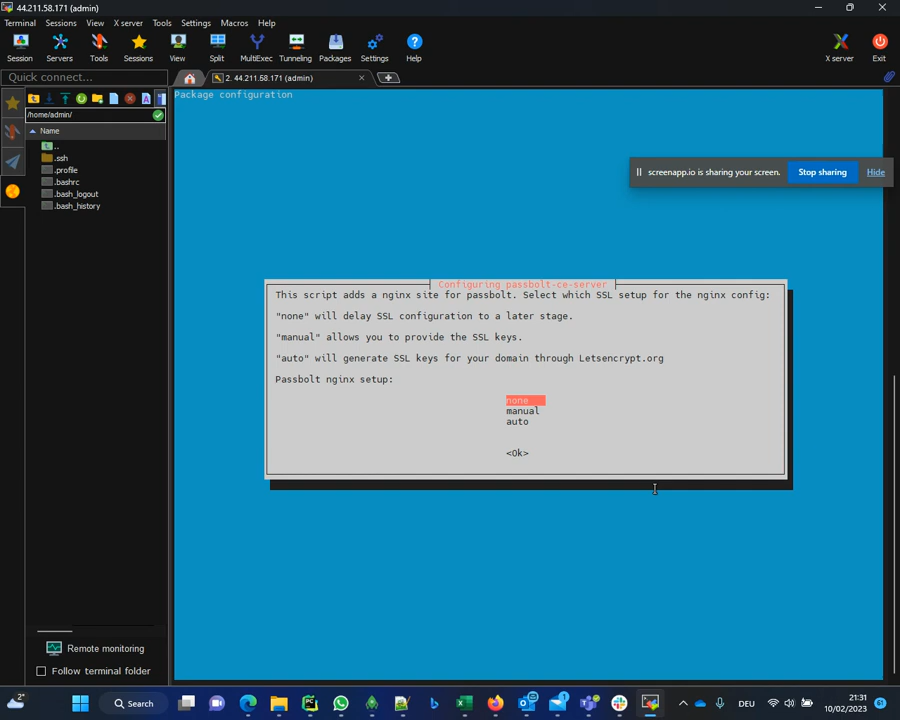 44.211.58.171 (admin)
Terminal Sessions View X server Tools Settings Macros Help
Session Servers Tools Sessions View Split MultiExec Tunneling Packages Settings Help X server Exit
Quick connect...
2. 44.211.58.171 (admin)
/home/admin/
Name
..
.ssh
.profile
.bashrc
.bash_logout
.bash_history
Package configuration
screenapp.io is sharing your screen. Stop sharing Hide
Configuring passbolt-ce-server
This script adds a nginx site for passbolt. Select which SSL setup for the nginx config:
"none" will delay SSL configuration to a later stage.
"manual" allows you to provide the SSL keys.
"auto" will generate SSL keys for your domain through Letsencrypt.org
Passbolt nginx setup:
none
manual
auto
<Ok>
Remote monitoring
Follow terminal folder
2°
Search
DEU
21:31
10/02/2023
61